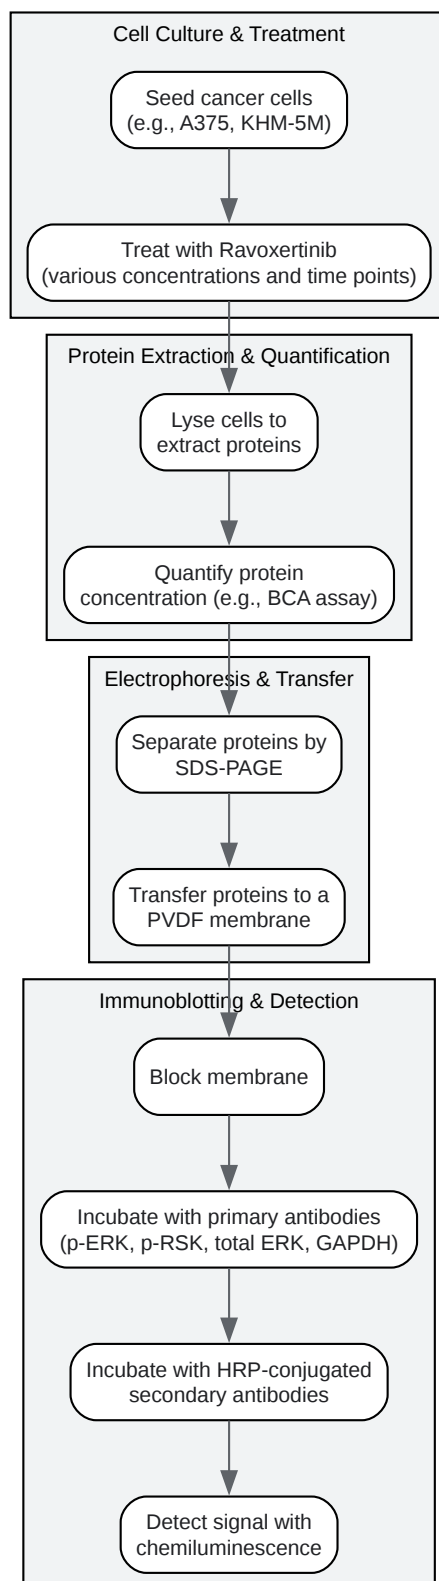 Cell Culture & Treatment
Seed cancer cells
(e.g., A375, KHM-5M)
Treat with Ravoxertinib
(various concentrations and time points)
Protein Extraction & Quantification
Lyse cells to
extract proteins
Quantify protein
concentration (e.g., BCA assay)
Electrophoresis & Transfer
Separate proteins by
SDS-PAGE
Transfer proteins to a
PVDF membrane
Immunoblotting & Detection
Block membrane
Incubate with primary antibodies
(p-ERK, p-RSK, total ERK, GAPDH)
Incubate with HRP-conjugated
secondary antibodies
Detect signal with
chemiluminescence